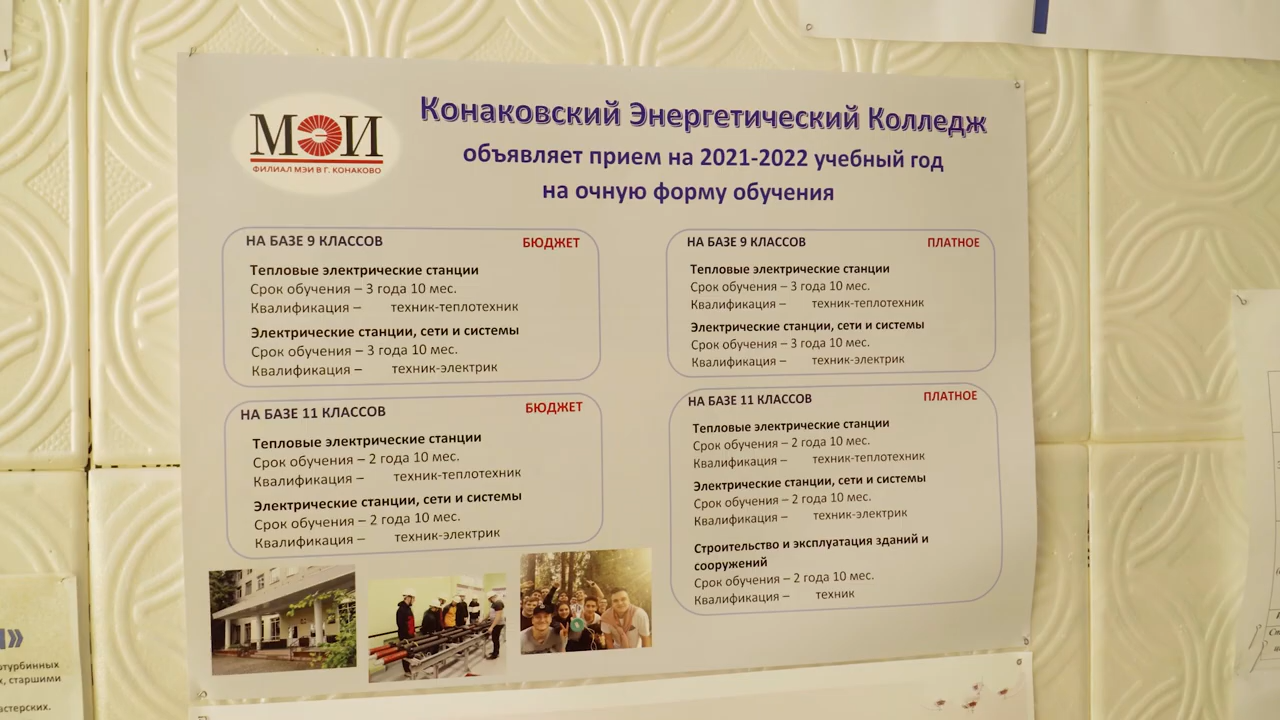 МЭИ
ФИЛИАЛ МЭИ В Г. КОНАКОВО
Конаковский Энергетический Колледж
объявляет прием на 2021-2022 учебный год
на очную форму обучения
НА БАЗЕ 9 КЛАССОВ БЮДЖЕТ
Тепловые электрические станции
Срок обучения – 3 года 10 мес.
Квалификация – техник-теплотехник
Электрические станции, сети и системы
Срок обучения – 3 года 10 мес.
Квалификация – техник-электрик
НА БАЗЕ 11 КЛАССОВ БЮДЖЕТ
Тепловые электрические станции
Срок обучения – 2 года 10 мес.
Квалификация – техник-теплотехник
Электрические станции, сети и системы
Срок обучения – 2 года 10 мес.
Квалификация – техник-электрик
НА БАЗЕ 9 КЛАССОВ ПЛАТНОЕ
Тепловые электрические станции
Срок обучения – 3 года 10 мес.
Квалификация – техник-теплотехник
Электрические станции, сети и системы
Срок обучения – 3 года 10 мес.
Квалификация – техник-электрик
НА БАЗЕ 11 КЛАССОВ ПЛАТНОЕ
Тепловые электрические станции
Срок обучения – 2 года 10 мес.
Квалификация – техник-теплотехник
Электрические станции, сети и системы
Срок обучения – 2 года 10 мес.
Квалификация – техник-электрик
Строительство и эксплуатация зданий и
сооружений
Срок обучения – 2 года 10 мес.
Квалификация – техник
старшими